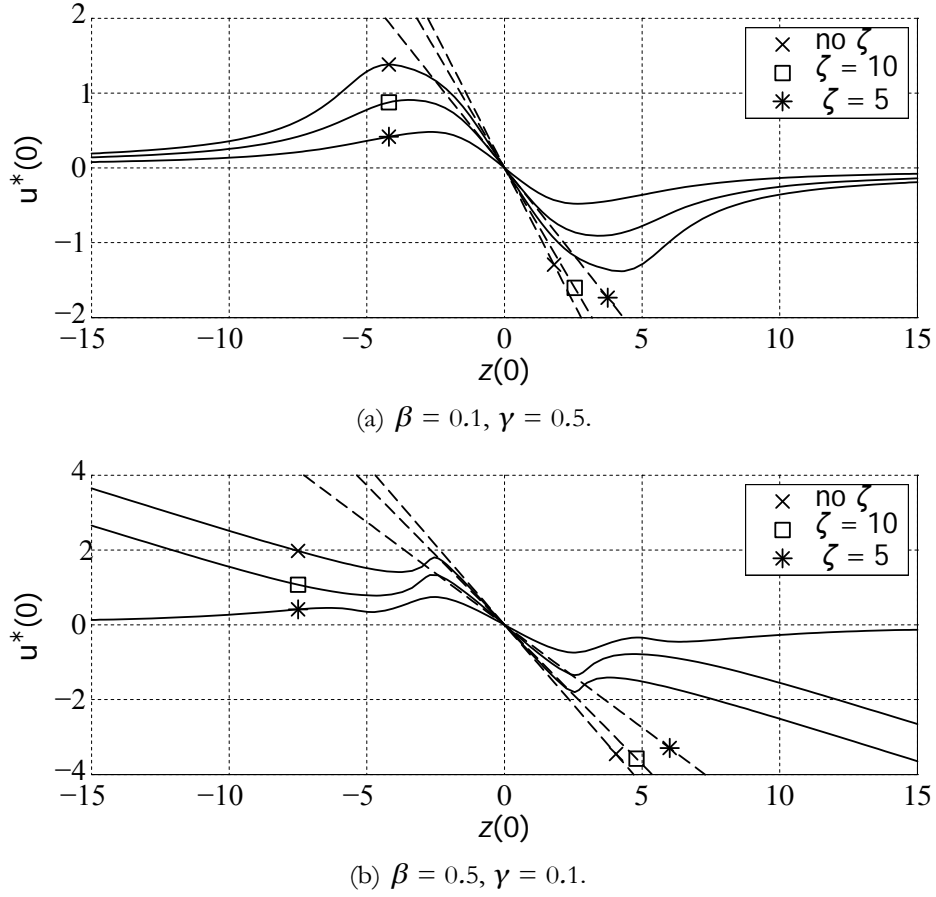 2
1
0
−1
−2
u*(0)
no ζ
ζ = 10
ζ = 5
−15
−10
−5
0
5
10
15
z(0)
(a) β = 0.1, γ = 0.5.
4
2
0
−2
−4
u*(0)
no ζ
ζ = 10
ζ = 5
−15
−10
−5
0
5
10
15
z(0)
(b) β = 0.5, γ = 0.1.